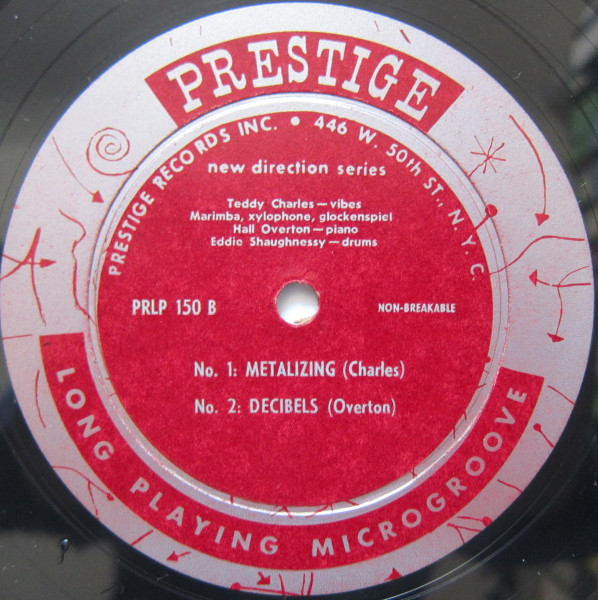 PRESTIGE
PRESTIGE RECORDS INC. • 446 W. 50th ST., N.Y.C.
new direction series
Teddy Charles—vibes
Marimba, xylophone, glockenspiel
Hall Overton—piano
Eddie Shaughnessy—drums
PRLP 150 B
NON-BREAKABLE
No. 1: METALIZING (Charles)
No. 2: DECIBELS (Overton)
LONG PLAYING MICROGROOVE